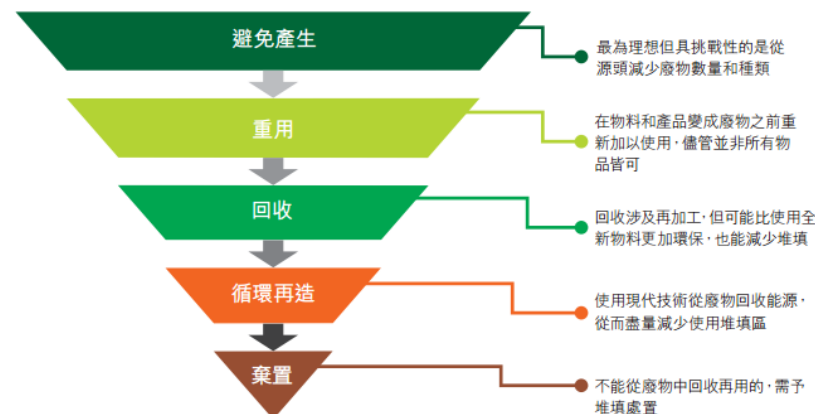 避免產生
最為理想但具挑戰性的是從
源頭減少廢物數量和種類
重用
在物料和產品變成廢物之前重
新加以使用，儘管並非所有物
品皆可
回收
回收涉及再加工，但可能比使用全
新物料更加環保，也能減少堆填
循環再造
使用現代技術從廢物回收能源，
從而盡量減少使用堆填區
棄置
不能從廢物中回收再用的，需予
堆填處置